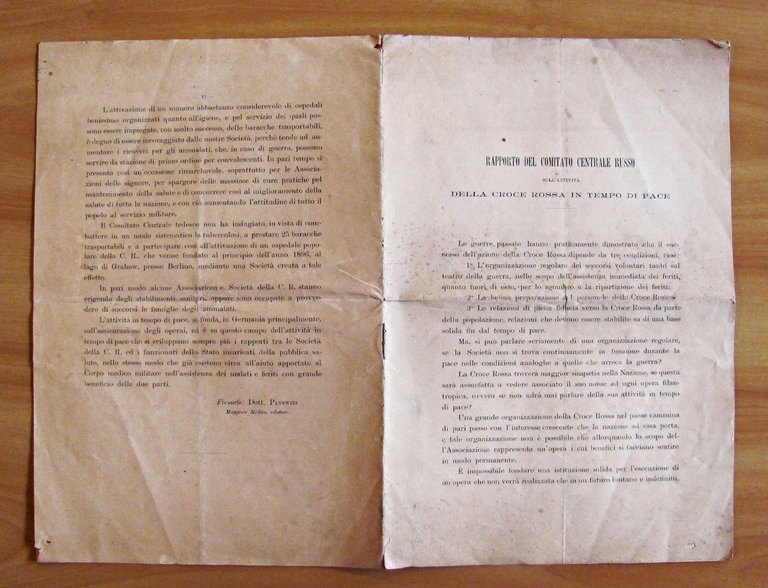 — 12 —
L'attivazione di un numero abbastanza considerevole di ospedali
benissimo organizzati quanto all'igiene, e pel servizio dei quali pos-
sono essere impiegate, con molto successo, delle baracche trasportabili,
è degno di essere incoraggiato dalle nostre Società, perchè tende ad au-
mentare i ricoveri per gli ammalati, che, in caso di guerra, possono
servire da stazione di primo ordine per convalescenti. In pari tempo si
presenta così un'occasione rimarchevole, soprattutto per le Associa-
zioni delle signore, per spargere delle massime di cure pratiche pel
mantenimento della salute e di concorrere così al miglioramento della
salute di tutta la nazione, e con ciò aumentando l'attitudine di tutto il
popolo al servizio militare.
Il Comitato Centrale tedesco non ha indugiato, in vista di com-
battere in un modo sistematico la tubercolosi, a prestare 25 baracche
trasportabili e a partecipare così all'attivazione di un ospedale popo-
lare della C. R., che venne fondato al principio dell'anno 1896, al
lago di Grahow, presso Berlino, mediante una Società creata a tale
effetto.
In pari modo alcune Associazioni e Società della C. R. stanno
erigendo degli stabilimenti sanitari, oppure sono occupate a provve-
dere di soccorsi le famiglie degli ammalati.
L'attività in tempo di pace, si fonda, in Germania principalmente,
sull'assicurazione degli operai, ed è su questo campo dell'attività in
tempo di pace che si sviluppano sempre più i rapporti tra le Società
della C. R. ed i funzionari dello Stato incaricati della pubblica sa-
lute, nello stesso modo che già esistono circa all'aiuto apportato al
Corpo medico militare nell'assistenza dei malati e feriti con grande
beneficio delle due parti.
Firmato: Dott. Pannwitz
Maggiore Medico, relatore.
RAPPORTO DEL COMITATO CENTRALE RUSSO
SULL'ATTIVITÀ
DELLA CROCE ROSSA IN TEMPO DI PACE
Le guerre passate hanno praticamente dimostrato che il suc-
cesso dell'azione della Croce Rossa dipende da tre condizioni, cioè:
1ª L'organizzazione regolare dei soccorsi volontari tanto sul
teatro della guerra, nello scopo dell'assistenza immediata dei feriti,
quanto fuori, di esso, per lo sgombro e la ripartizione dei feriti;
2ª La buona preparazione del personale della Croce Rossa;
3ª Le relazioni di piena fiducia verso la Croce Rossa da parte
della popolazione, relazioni che devono essere stabilite su di una base
solida fin dal tempo di pace.
Ma, si può parlare seriamente di una organizzazione regolare,
se la Società non si trova continuamente in funzione durante la
pace nelle condizioni analoghe a quelle che arreca la guerra?
La Croce Rossa troverà maggior simpatia nella Nazione, se questa
sarà assuefatta a vedere associato il suo nome ad ogni opera filan-
tropica, ovvero se non udrà mai parlare della sua attività in tempo
di pace?
Una grande organizzazione della Croce Rossa nel paese cammina
di pari passo con l'interesse crescente che la nazione ad essa porta,
e tale organizzazione non è possibile che allorquando lo scopo del-
l'Associazione rappresenta un'opera i cui benefici si facciano sentire
in modo permanente.
È impossibile fondare una istituzione solida per l'esecuzione di
un'opera che non verrà realizzata che in un futuro lontano e indefinito,